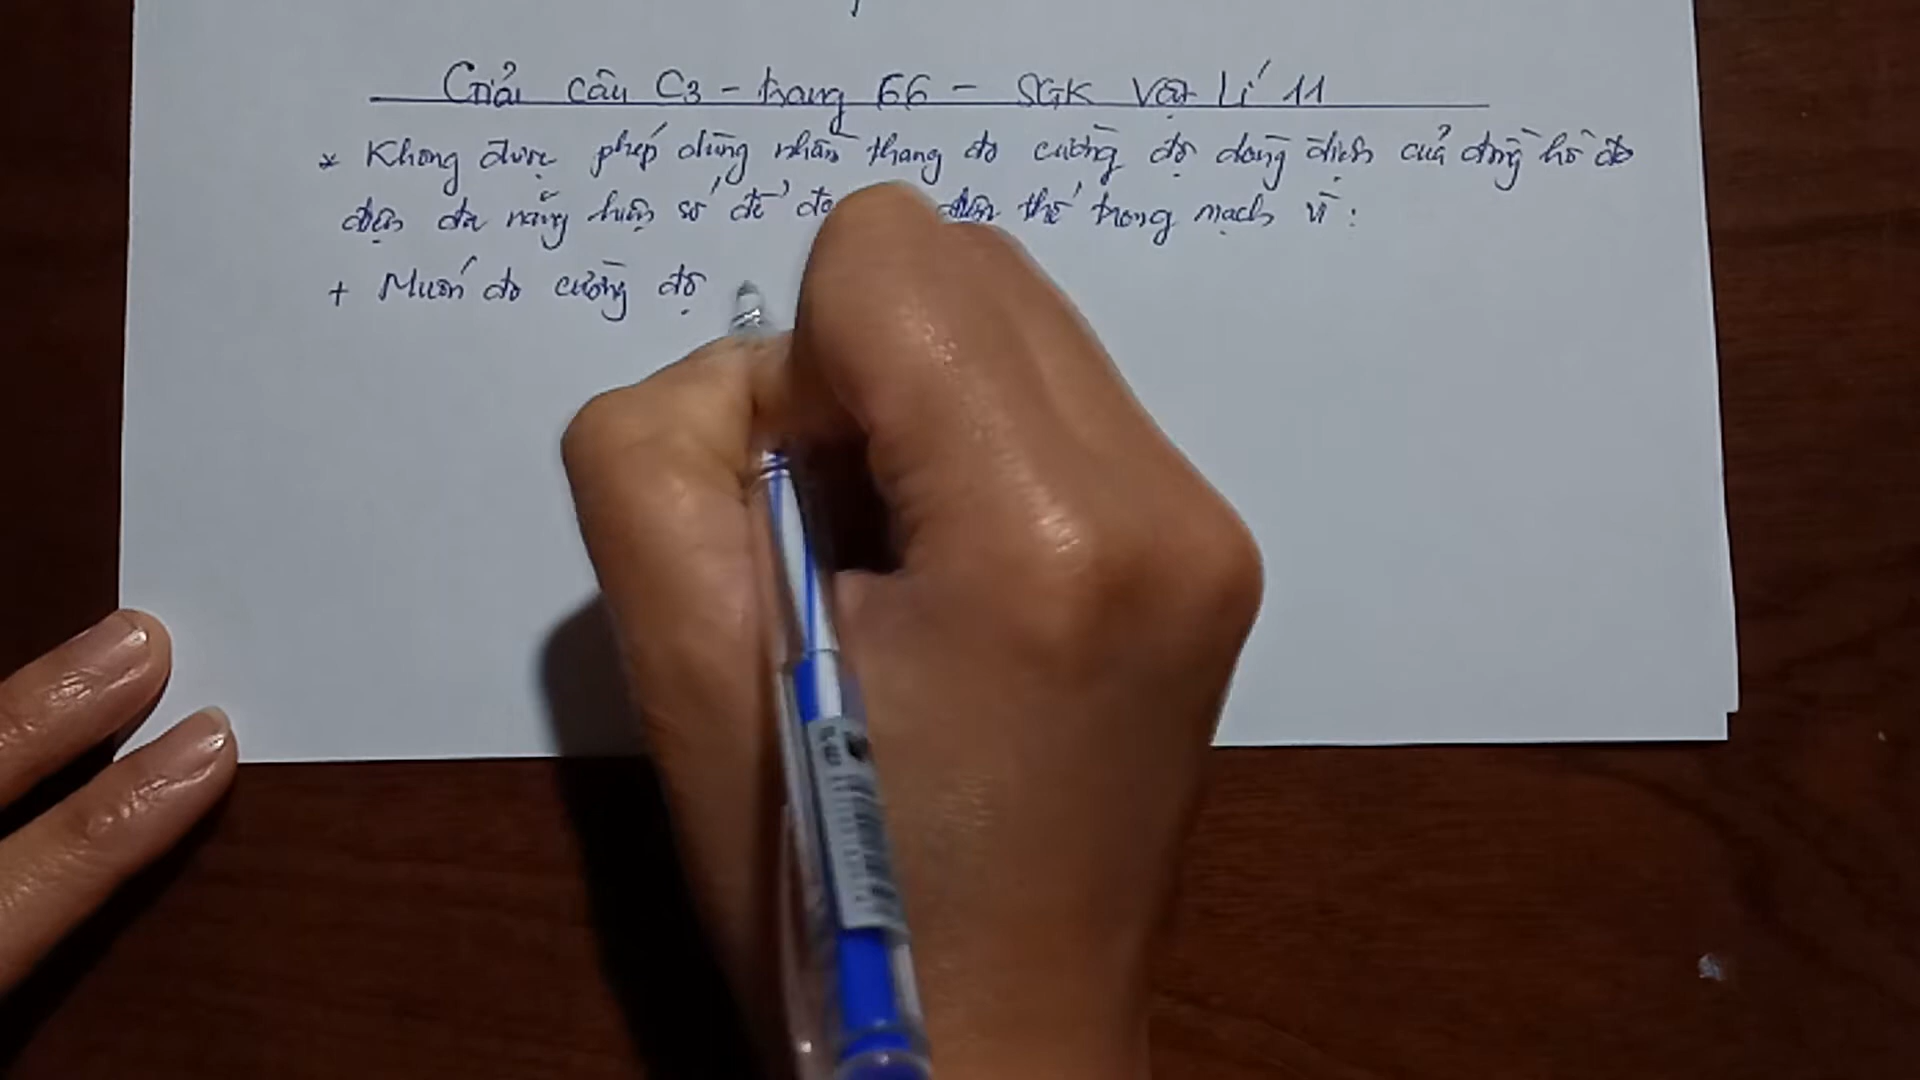 Giải câu C3 - trang 66 - SGK Vật Lí 11
* Không được phép dùng nhầm thang đo cường độ dòng điện của đồng hồ đo
điện đa năng hiện số để đo điện thế trong mạch vì :
+ Muốn đo cường độ